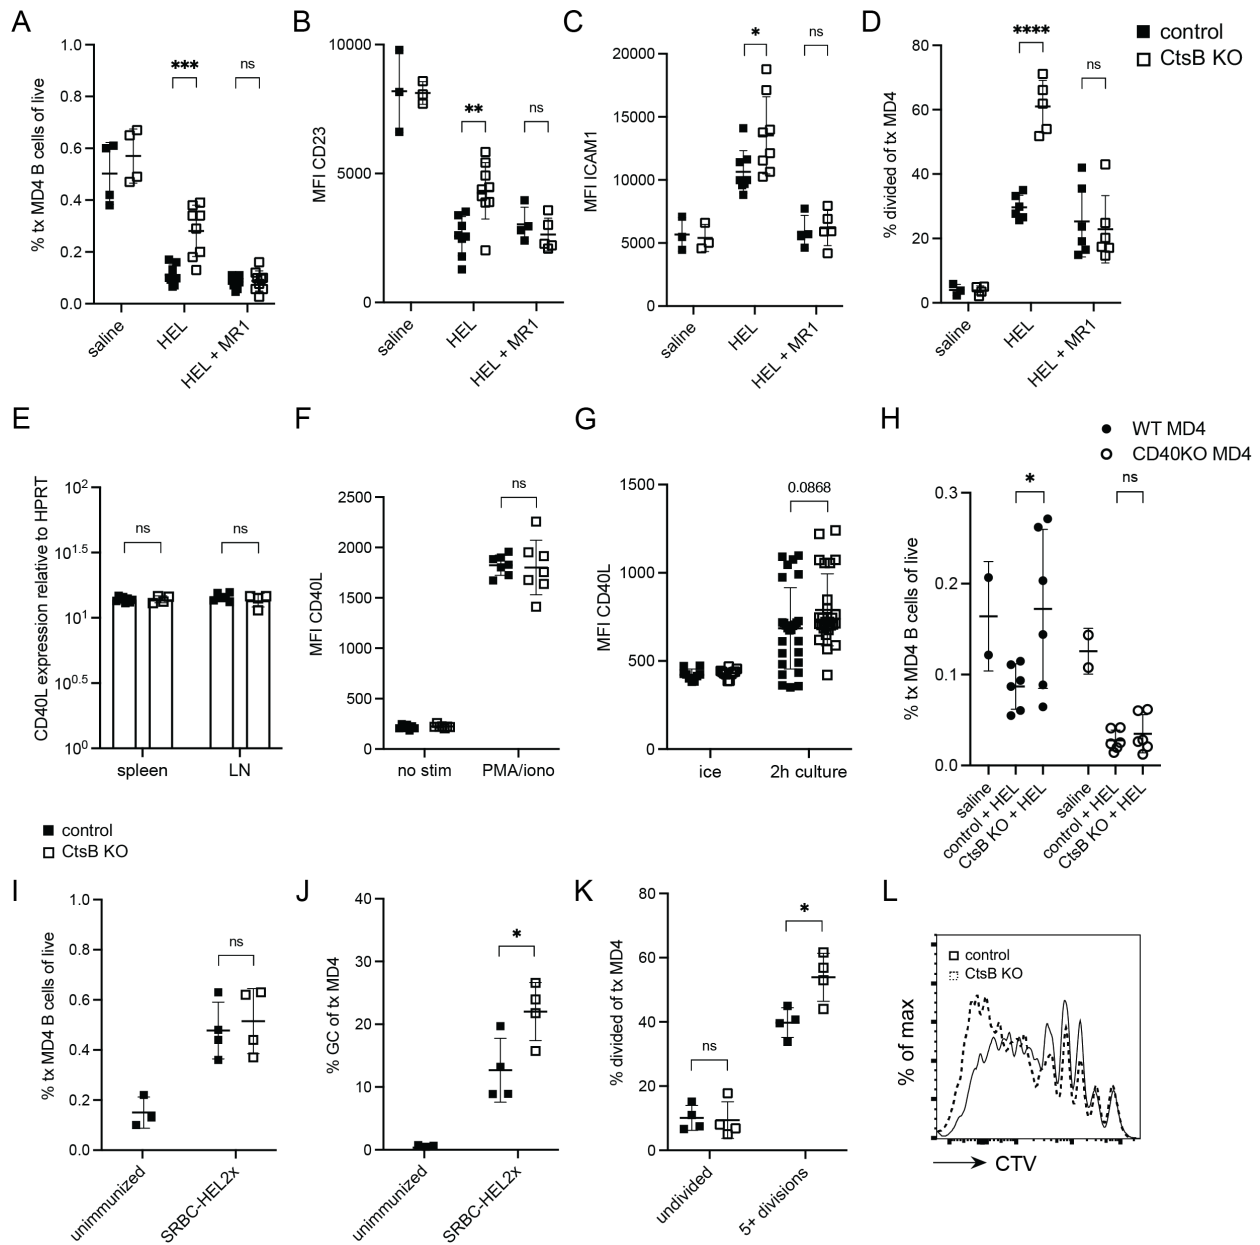 A
B
C
D
control
CtsB KO
% tx MD4 B cells of live
1.0
0.8
0.6
0.4
0.2
0.0
***
ns
saline
HEL
HEL + MR1
MFI CD23
10000
5000
0
**
ns
saline
HEL
HEL + MR1
MFI ICAM1
20000
15000
10000
5000
0
*
ns
saline
HEL
HEL + MR1
% divided of tx MD4
80
60
40
20
0
****
ns
saline
HEL
HEL + MR1
E
F
G
H
WT MD4
CD40KO MD4
CD40L expression relative to HPRT
10²
10¹·⁵
10¹
10⁰·⁵
10⁰
ns
ns
spleen
LN
MFI CD40L
2500
2000
1500
1000
500
0
ns
no stim
PMA/iono
MFI CD40L
1500
1000
500
0
0.0868
ice
2h culture
% tx MD4 B cells of live
0.3
0.2
0.1
0.0
*
ns
saline
control + HEL
CtsB KO + HEL
saline
control + HEL
CtsB KO + HEL
control
CtsB KO
I
J
K
L
% tx MD4 B cells of live
1.0
0.8
0.6
0.4
0.2
0.0
ns
unimmunized
SRBC-HEL2x
% GC of tx MD4
40
30
20
10
0
*
unimmunized
SRBC-HEL2x
% divided of tx MD4
80
60
40
20
0
ns
*
undivided
5+ divisions
% of max
control
CtsB KO
CTV